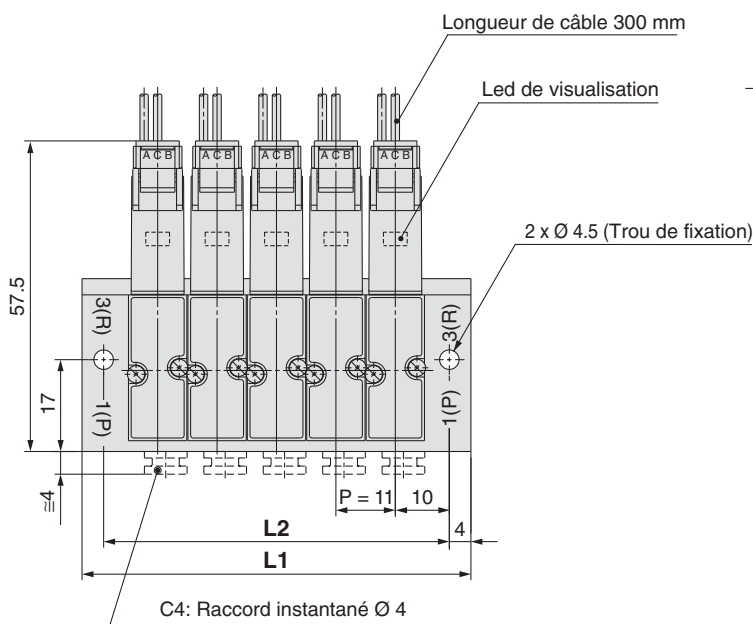 Longueur de câble 300 mm
Led de visualisation
A C B
A C B
A C B
A C B
A C B
2 x Ø 4.5 (Trou de fixation)
57.5
3(R)
3(R)
17
1(P)
1(P)
≅4
P = 11
10
L2
4
L1
C4: Raccord instantané Ø 4